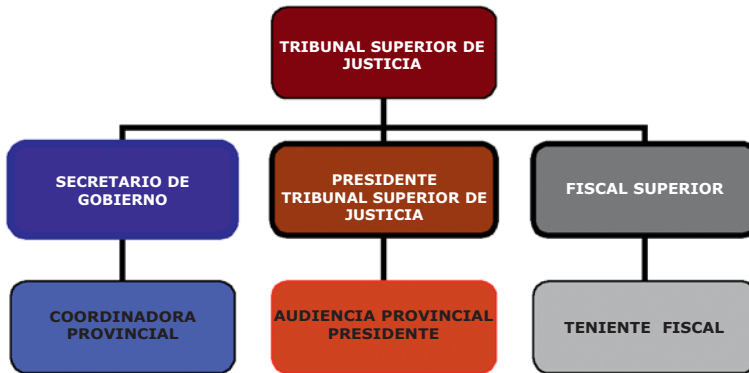 TRIBUNAL SUPERIOR DE
JUSTICIA
SECRETARIO DE
GOBIERNO
PRESIDENTE
TRIBUNAL SUPERIOR DE
JUSTICIA
FISCAL SUPERIOR
COORDINADORA
PROVINCIAL
AUDIENCIA PROVINCIAL
PRESIDENTE
TENIENTE FISCAL